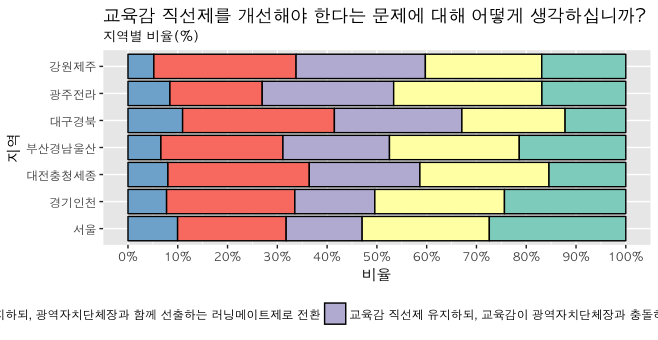 교육감 직선제를 개선해야 한다는 문제에 대해 어떻게 생각하십니까?
지역별 비율(%)
지역
강원제주
광주전라
대구경북
부산경남울산
대전충청세종
경기인천
서울
0% 10% 20% 30% 40% 50% 60% 70% 80% 90% 100%
비율
지하되, 광역자치단체장과 함께 선출하는 러닝메이트제로 전환 교육감 직선제 유지하되, 교육감이 광역자치단체장과 충돌하